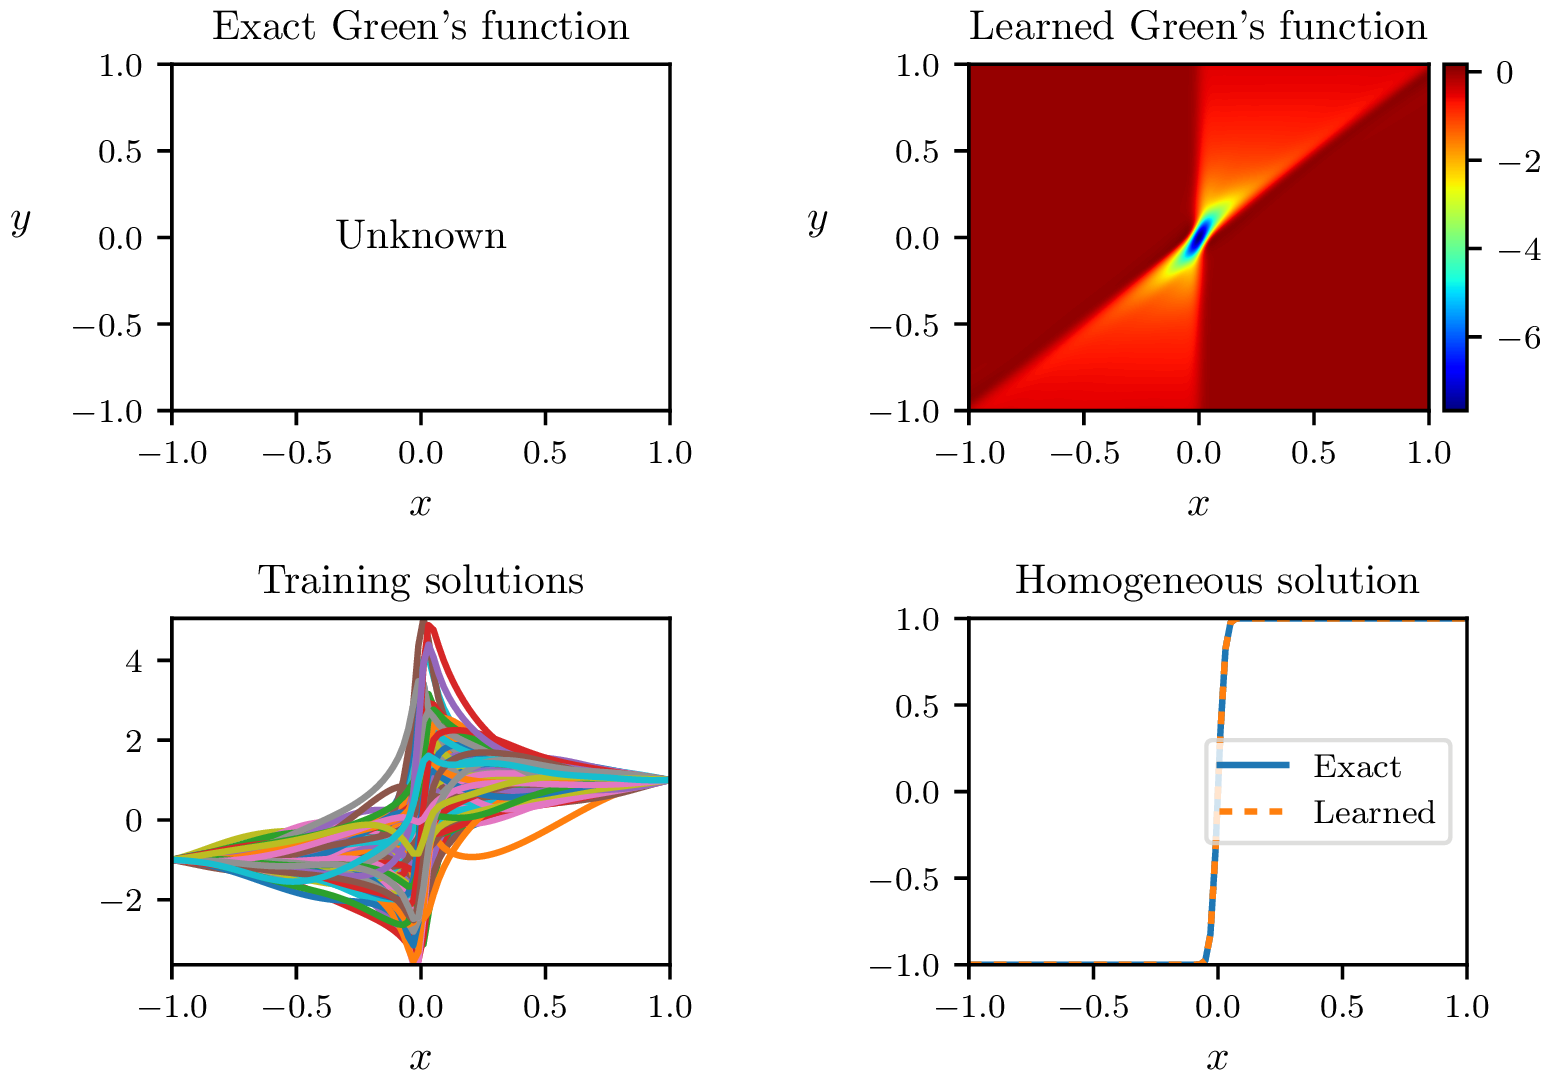 Exact Green's function
1.0
0.5
0.0
−0.5
−1.0
y
Unknown
−1.0 −0.5 0.0 0.5 1.0
x
Learned Green's function
1.0
0.5
0.0
−0.5
−1.0
y
−1.0 −0.5 0.0 0.5 1.0
x
0
−2
−4
−6
Training solutions
4
2
0
−2
−1.0 −0.5 0.0 0.5 1.0
x
Homogeneous solution
1.0
0.5
0.0
−0.5
−1.0
Exact
Learned
−1.0 −0.5 0.0 0.5 1.0
x